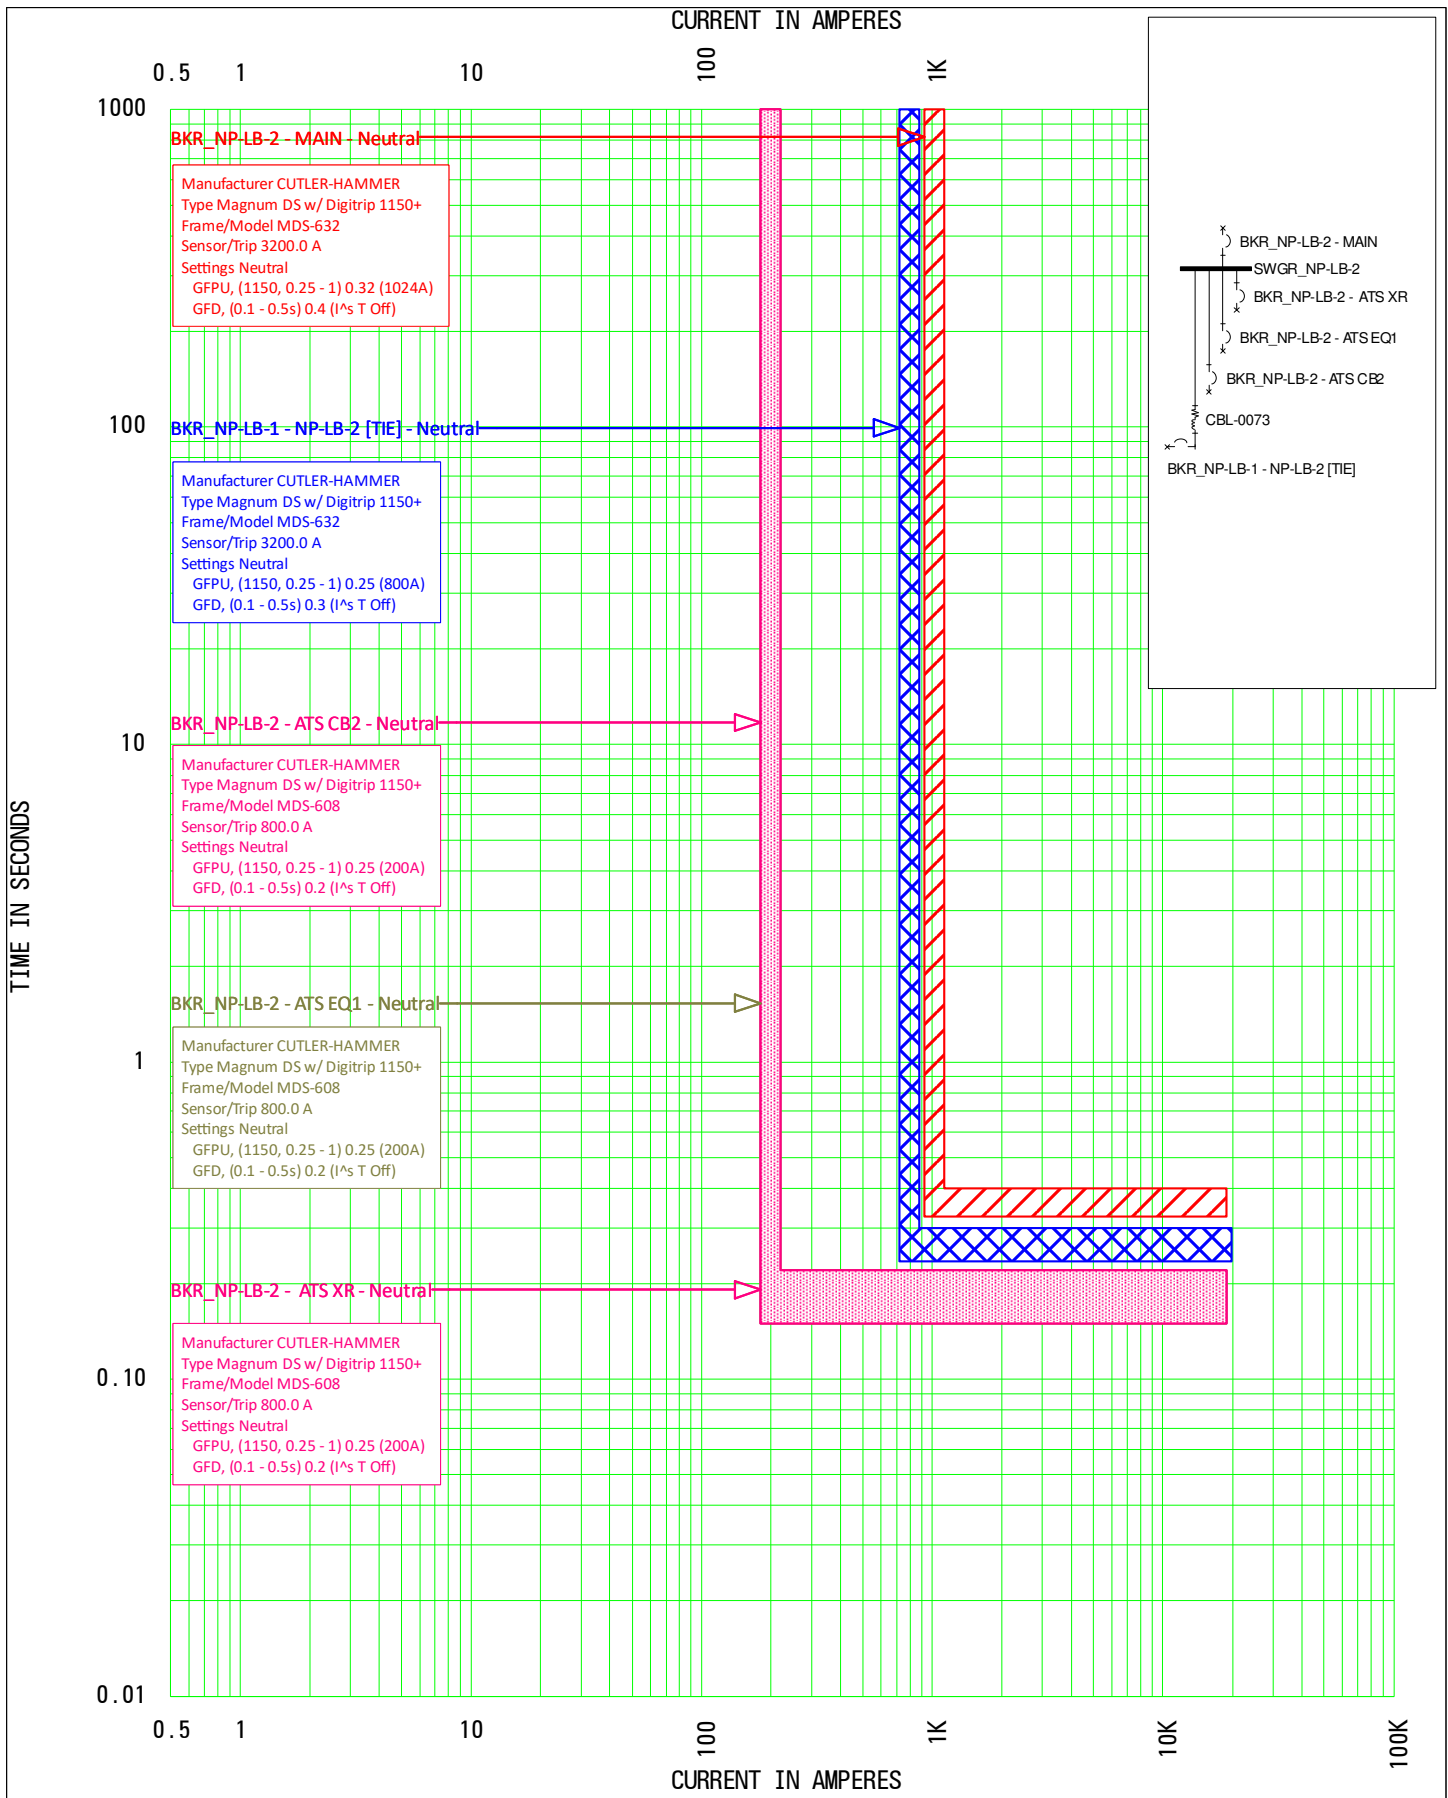 CURRENT IN AMPERES
0.5 1 10 100 1K
1000
BKR_NP-LB-2 - MAIN - Neutral
Manufacturer CUTLER-HAMMER
Type Magnum DS w/ Digitrip 1150+
Frame/Model MDS-632
Sensor/Trip 3200.0 A
Settings Neutral
GFPU, (1150, 0.25 - 1) 0.32 (1024A)
GFD, (0.1 - 0.5s) 0.4 (I^s T Off)
BKR_NP-LB-2 - MAIN
SWGR_NP-LB-2
BKR_NP-LB-2 - ATS XR
BKR_NP-LB-2 - ATS EQ1
BKR_NP-LB-2 - ATS CB2
CBL-0073
BKR_NP-LB-1 - NP-LB-2 [TIE]
100
BKR_NP-LB-1 - NP-LB-2 [TIE] - Neutral
Manufacturer CUTLER-HAMMER
Type Magnum DS w/ Digitrip 1150+
Frame/Model MDS-632
Sensor/Trip 3200.0 A
Settings Neutral
GFPU, (1150, 0.25 - 1) 0.25 (800A)
GFD, (0.1 - 0.5s) 0.3 (I^s T Off)
BKR_NP-LB-2 - ATS CB2 - Neutral
10
Manufacturer CUTLER-HAMMER
Type Magnum DS w/ Digitrip 1150+
Frame/Model MDS-608
Sensor/Trip 800.0 A
Settings Neutral
GFPU, (1150, 0.25 - 1) 0.25 (200A)
GFD, (0.1 - 0.5s) 0.2 (I^s T Off)
TIME IN SECONDS
BKR_NP-LB-2 - ATS EQ1 - Neutral
Manufacturer CUTLER-HAMMER
1
Type Magnum DS w/ Digitrip 1150+
Frame/Model MDS-608
Sensor/Trip 800.0 A
Settings Neutral
GFPU, (1150, 0.25 - 1) 0.25 (200A)
GFD, (0.1 - 0.5s) 0.2 (I^s T Off)
BKR_NP-LB-2 - ATS XR - Neutral
Manufacturer CUTLER-HAMMER
Type Magnum DS w/ Digitrip 1150+
0.10
Frame/Model MDS-608
Sensor/Trip 800.0 A
Settings Neutral
GFPU, (1150, 0.25 - 1) 0.25 (200A)
GFD, (0.1 - 0.5s) 0.2 (I^s T Off)
0.01
0.5 1 10 100 1K 10K 100K
CURRENT IN AMPERES